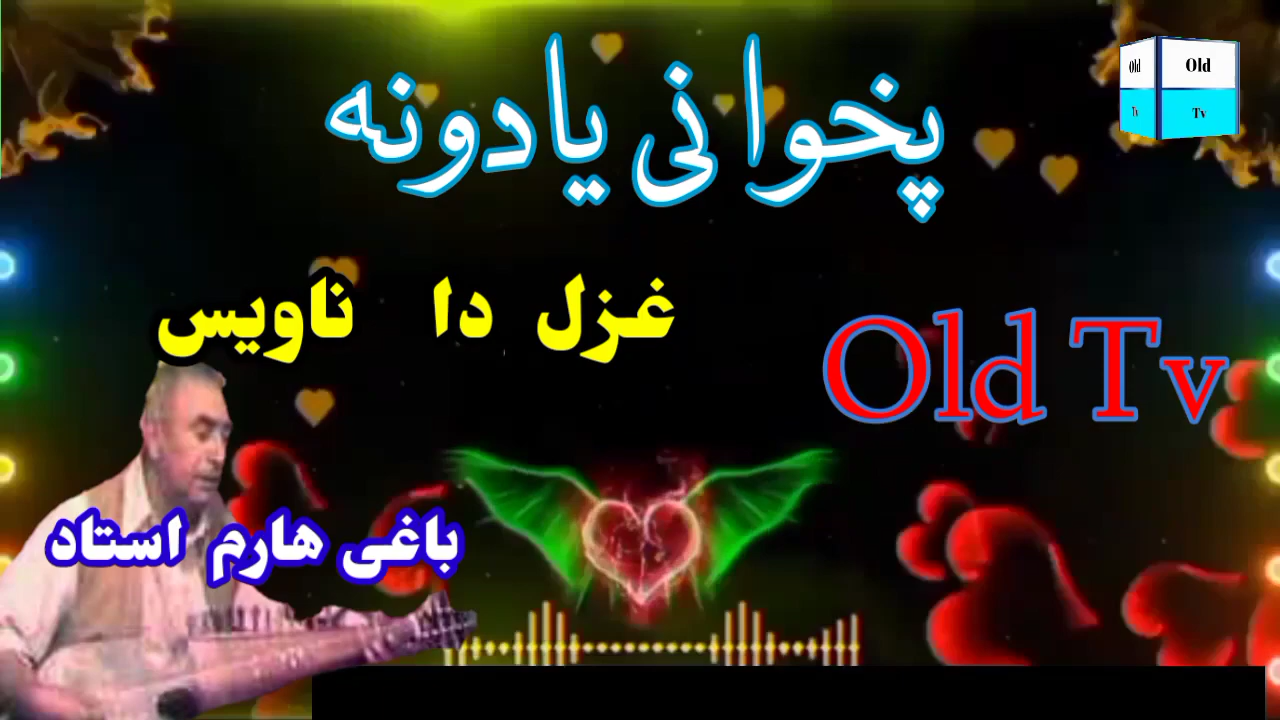 پخوانی یادونه
Old
Old
Tv
Tv
غزل دا ناویس
Old Tv
باغی هارم استاد